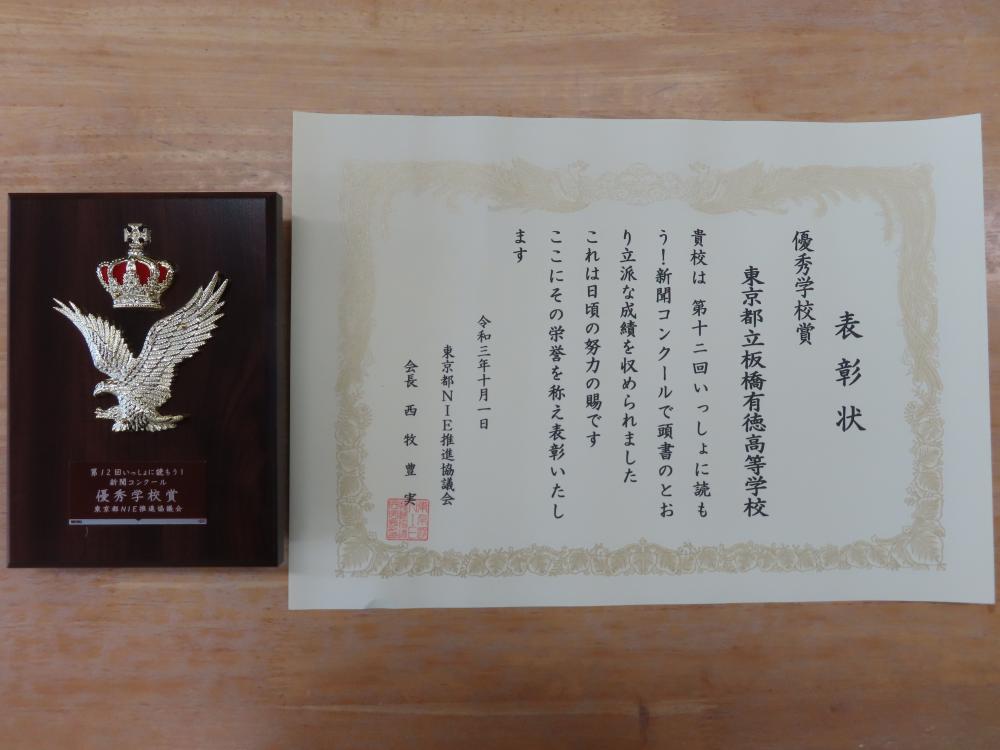 第12回いっしょに読もう！
新聞コンクール
優秀学校賞
東京都NIE推進協議会
表彰状
優秀学校賞
東京都立板橋有徳高等学校
貴校は 第十二回いっしょに読も
う！新聞コンクールで頭書のとお
り立派な成績を収められました
これは日頃の努力の賜です
ここにその栄誉を称え表彰いたし
ます
令和三年十月一日
東京都NIE推進協議会
会長 西牧豊実